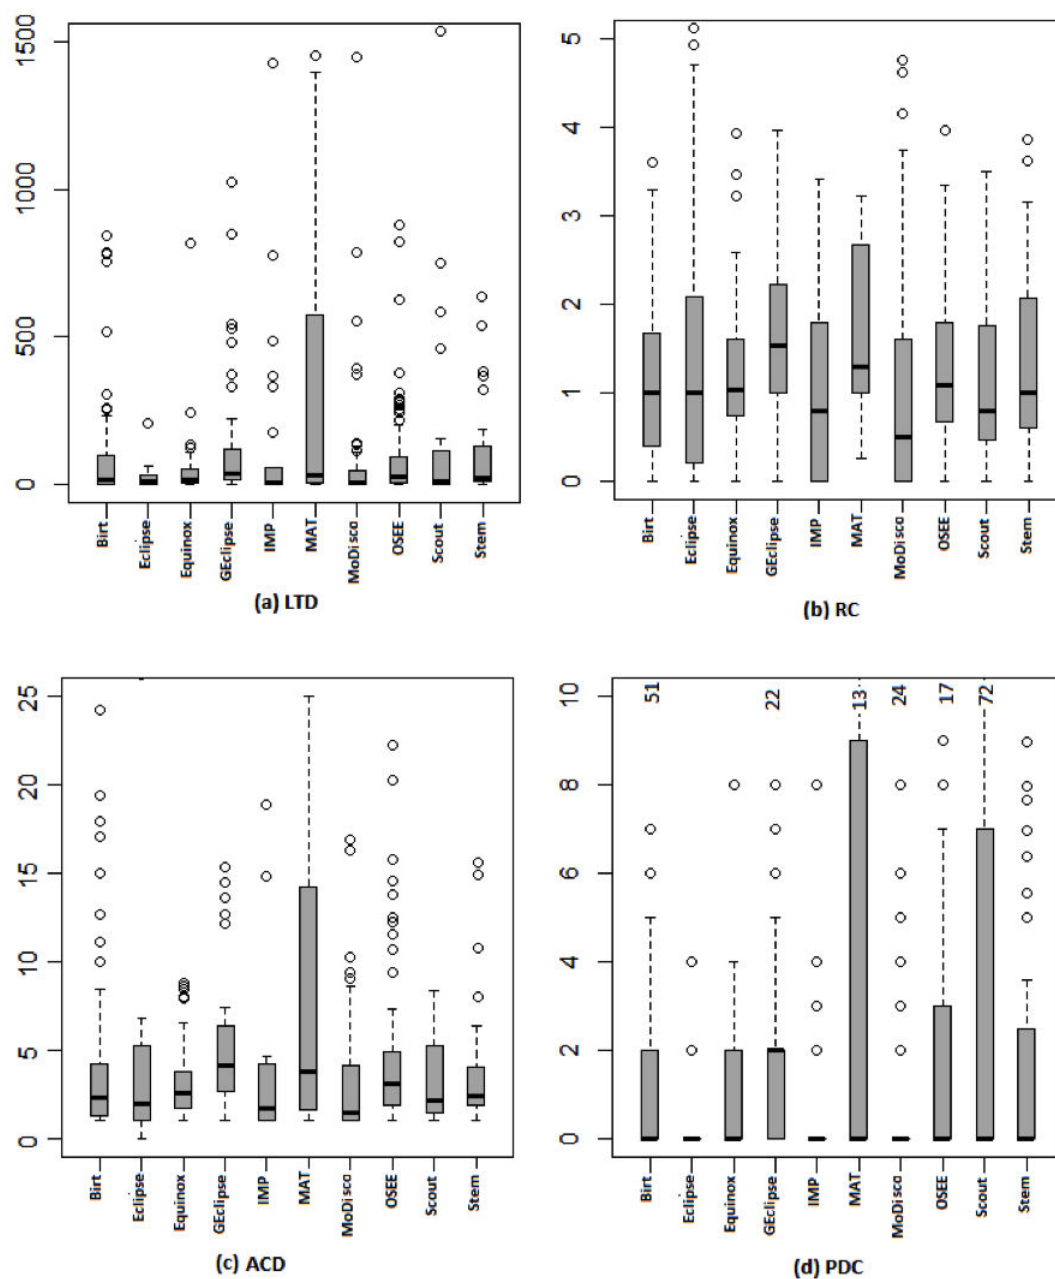 1500
1000
500
0
Birt
Eclipse
Equinox
GEclipse
IMP
MAT
MoDisco
OSEE
Scout
Stem
(a) LTD
5
4
3
2
1
0
Birt
Eclipse
Equinox
GEclipse
IMP
MAT
MoDisco
OSEE
Scout
Stem
(b) RC
25
20
15
10
5
0
Birt
Eclipse
Equinox
GEclipse
IMP
MAT
MoDisco
OSEE
Scout
Stem
(c) ACD
10
8
6
4
2
0
51
22
13
24
17
72
Birt
Eclipse
Equinox
GEclipse
IMP
MAT
MoDisco
OSEE
Scout
Stem
(d) PDC